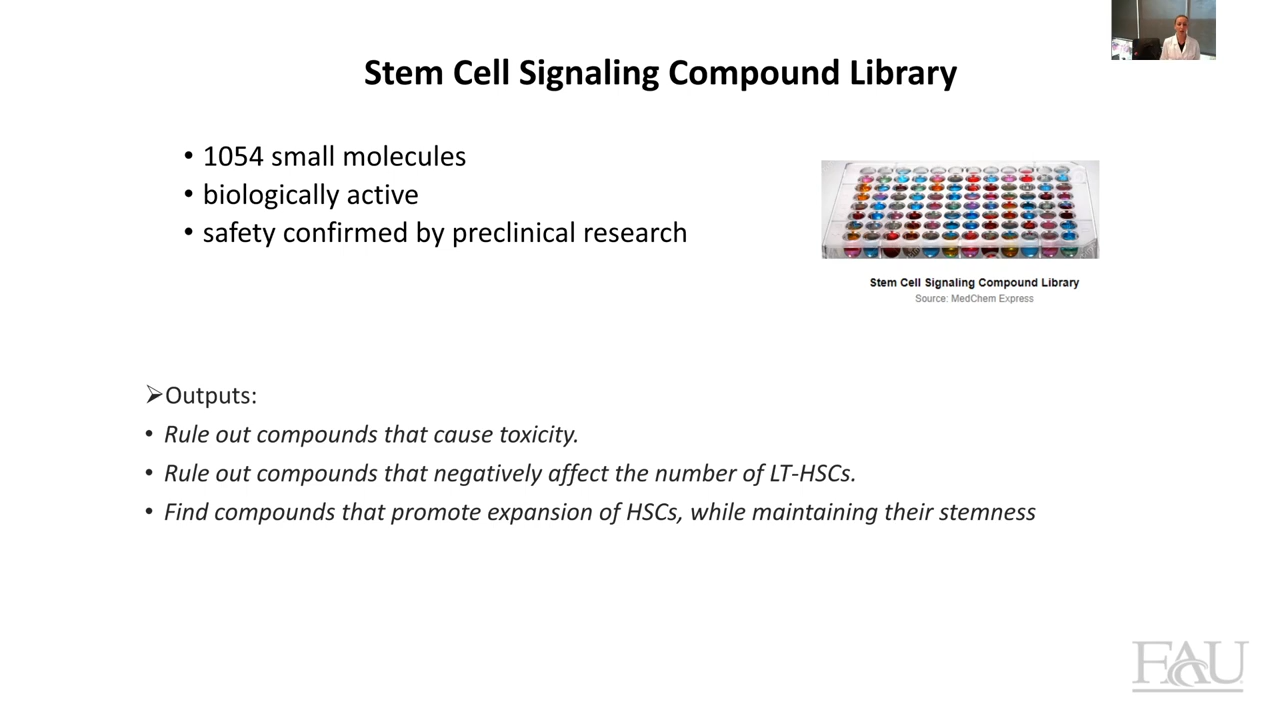 Stem Cell Signaling Compound Library
• 1054 small molecules
• biologically active
• safety confirmed by preclinical research
Stem Cell Signaling Compound Library
Source: MedChem Express
➢Outputs:
• Rule out compounds that cause toxicity.
• Rule out compounds that negatively affect the number of LT-HSCs.
• Find compounds that promote expansion of HSCs, while maintaining their stemness
FAU